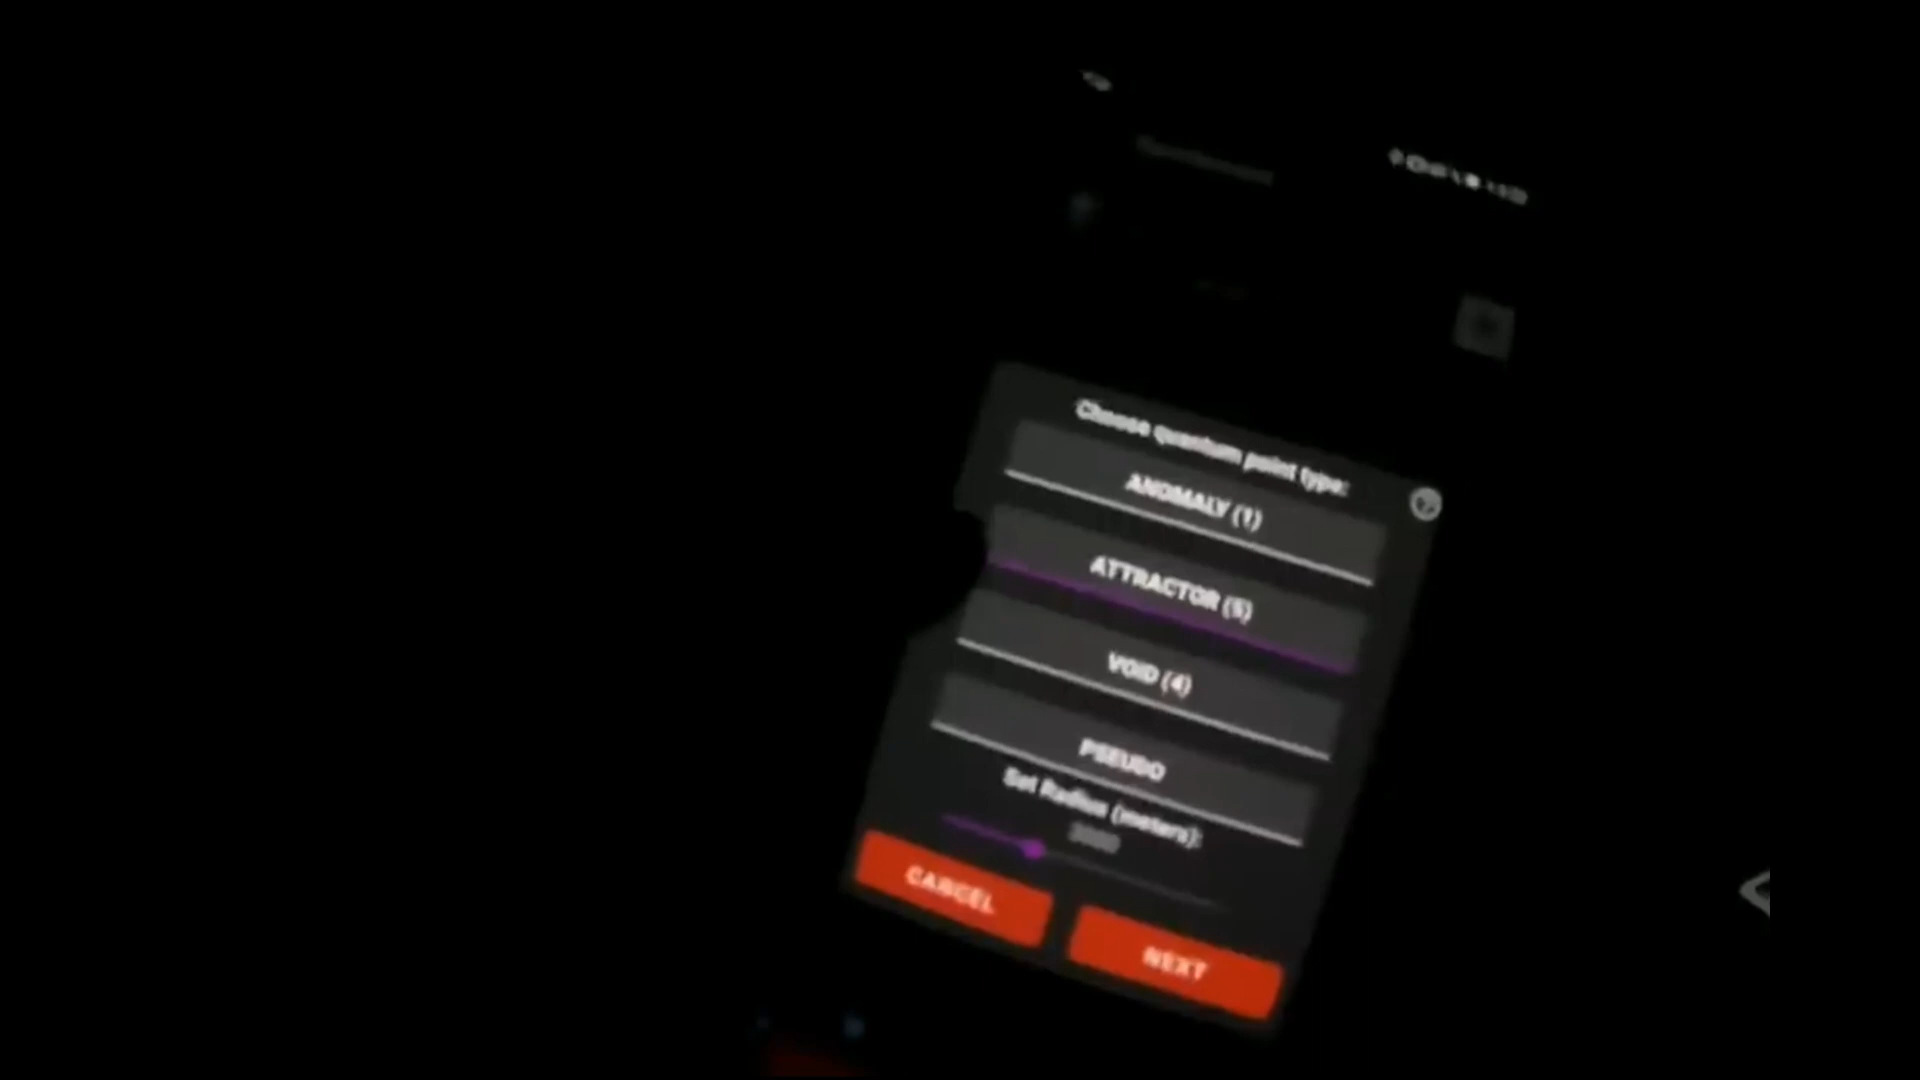 Choose quantum point type:
ANOMALY (1)
ATTRACTOR (5)
VOID (4)
PSEUDO
Set Radius (meters):
CANCEL
NEXT